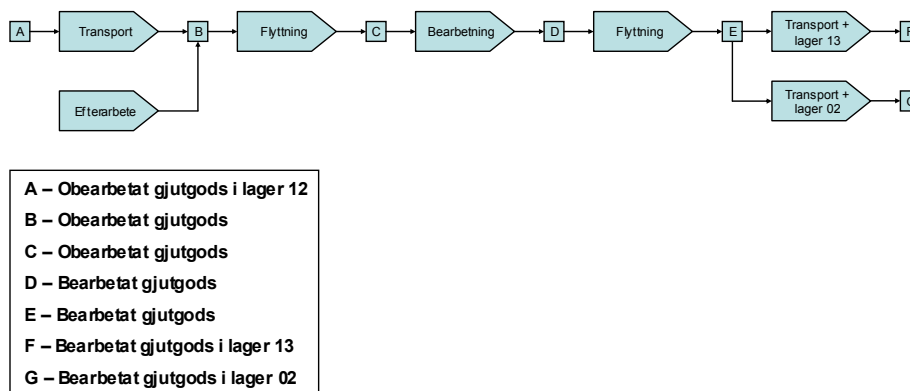 A
Transport
B
Flyttning
C
Bearbetning
D
Flyttning
E
Transport +
lager 13
F
Efterarbete
Transport +
lager 02
G
A – Obearbetat gjutgods i lager 12
B – Obearbetat gjutgods
C – Obearbetat gjutgods
D – Bearbetat gjutgods
E – Bearbetat gjutgods
F – Bearbetat gjutgods i lager 13
G – Bearbetat gjutgods i lager 02